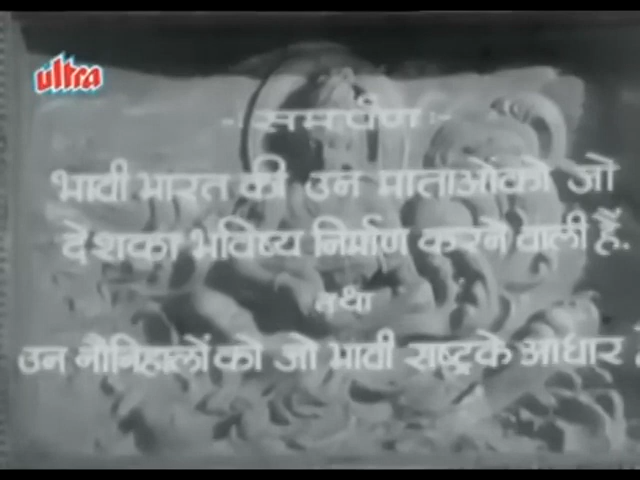 ultra
-: समर्पण :-
भावी भारत की उन माताओंको जो
देशका भविष्य निर्माण करने वाली हैं.
तथा
उन नौनिहालोंको जो भावी राष्ट्रके आधार